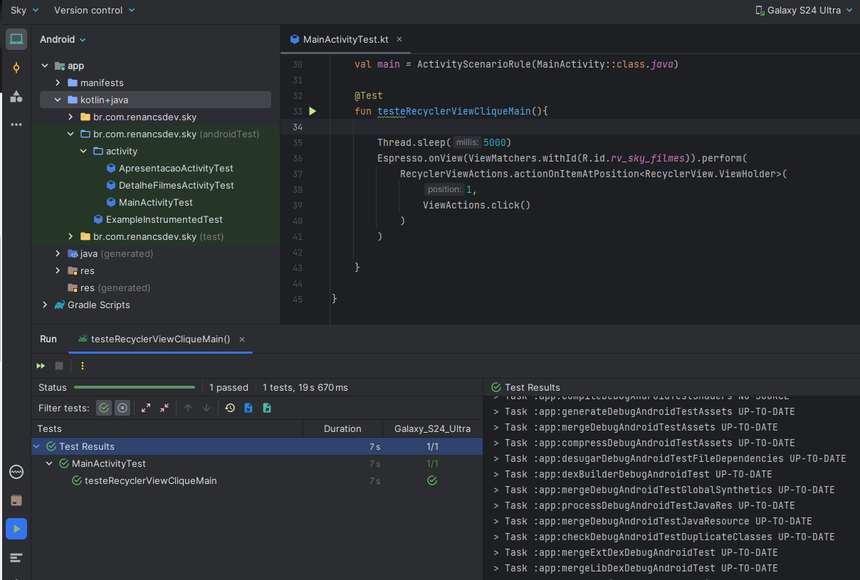 Sky Version control Galaxy S24 Ultra
Android
MainActivityTest.kt
app
manifests
kotlin+java
br.com.renancsdev.sky
br.com.renancsdev.sky (androidTest)
activity
ApresentacaoActivityTest
DetalheFilmesActivityTest
MainActivityTest
ExampleInstrumentedTest
br.com.renancsdev.sky (test)
java (generated)
res
res (generated)
Gradle Scripts
30 val main = ActivityScenarioRule(MainActivity::class.java)
31
32 @Test
33 fun testeRecyclerViewCliqueMain(){
34
35 Thread.sleep( millis: 5000)
36 Espresso.onView(ViewMatchers.withId(R.id.rv_sky_filmes)).perform(
37 RecyclerViewActions.actionOnItemAtPosition<RecyclerView.ViewHolder>(
38 position: 1,
39 ViewActions.click()
40 )
41 )
42
43 }
44
45 }
Run testeRecyclerViewCliqueMain()
Status 1 passed 1 tests, 19 s 670 ms
Filter tests:
Tests Duration Galaxy_S24_Ultra
Test Results 7 s 1/1
MainActivityTest 7 s 1/1
testeRecyclerViewCliqueMain 7 s
Test Results
> Task :app:compileDebugAndroidTestShaders NO-SOURCE
> Task :app:generateDebugAndroidTestAssets UP-TO-DATE
> Task :app:mergeDebugAndroidTestAssets UP-TO-DATE
> Task :app:compressDebugAndroidTestAssets UP-TO-DATE
> Task :app:desugarDebugAndroidTestFileDependencies UP-TO-DATE
> Task :app:dexBuilderDebugAndroidTest UP-TO-DATE
> Task :app:mergeDebugAndroidTestGlobalSynthetics UP-TO-DATE
> Task :app:processDebugAndroidTestJavaRes UP-TO-DATE
> Task :app:mergeDebugAndroidTestJavaResource UP-TO-DATE
> Task :app:checkDebugAndroidTestDuplicateClasses UP-TO-DATE
> Task :app:mergeExtDexDebugAndroidTest UP-TO-DATE
> Task :app:mergeLibDexDebugAndroidTest UP-TO-DATE